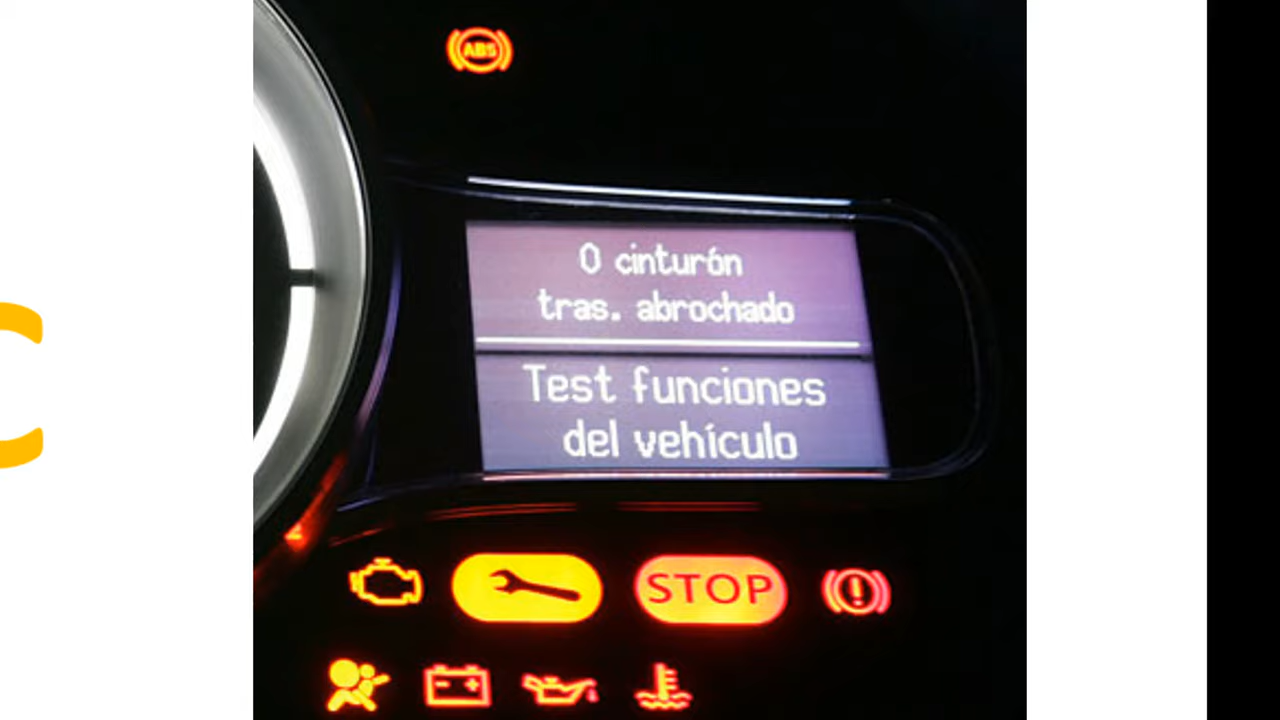 ABS
0 cinturón
tras. abrochado
Test funciones
del vehículo
STOP